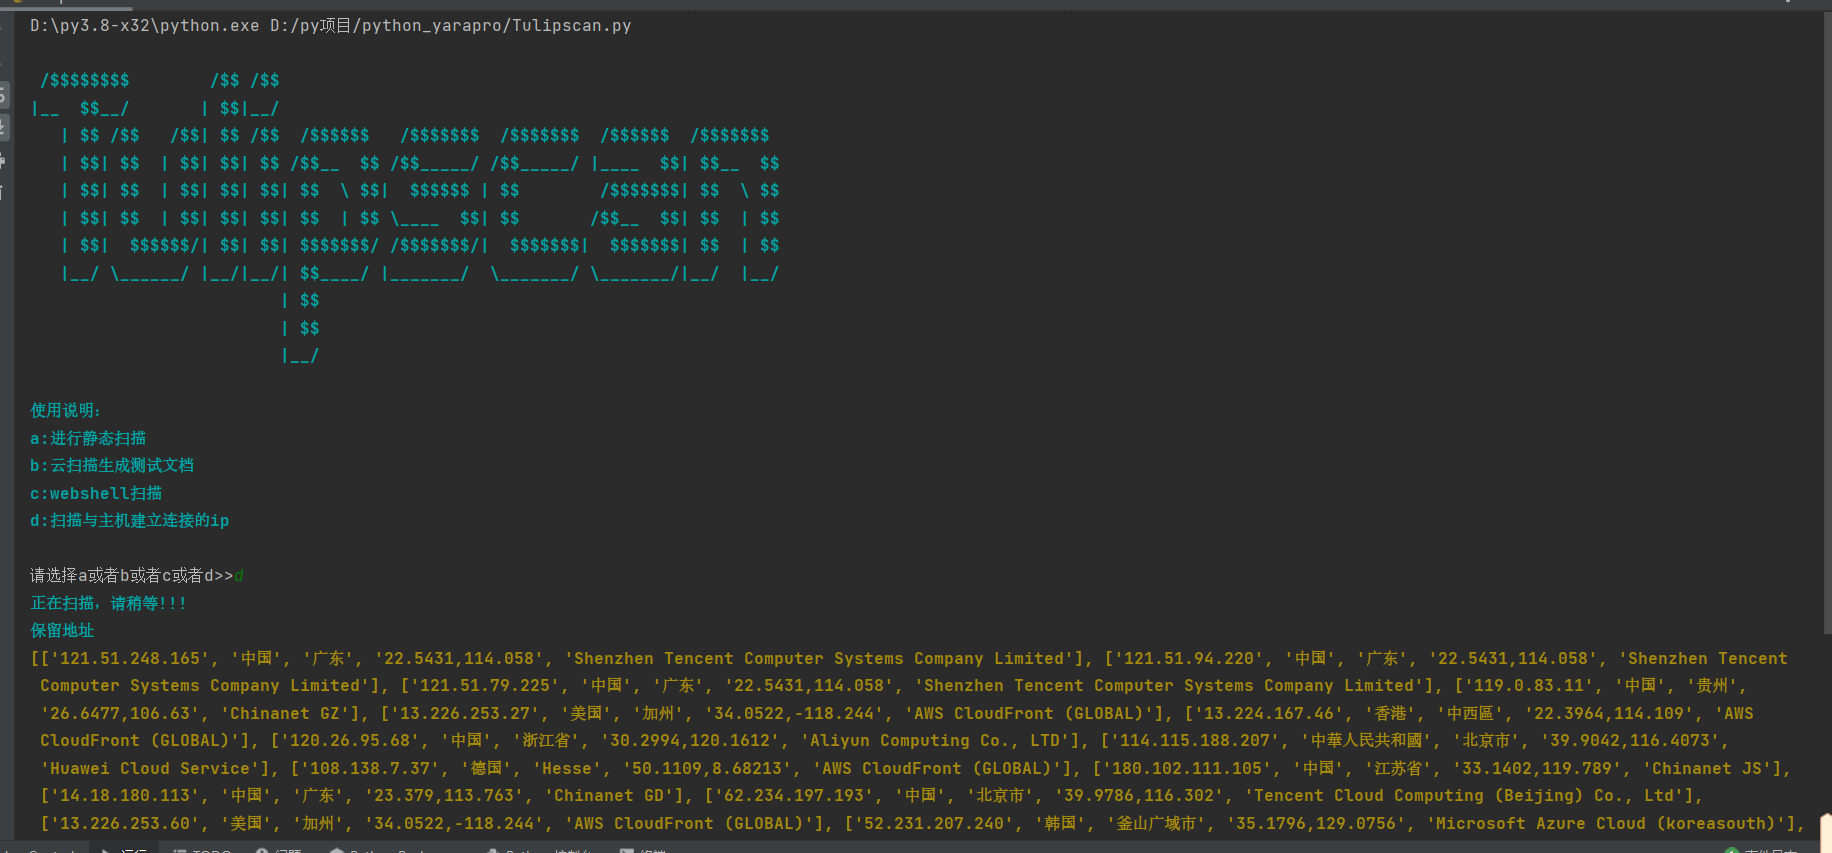 D:\py3.8-x32\python.exe D:/py项目/python_yarapro/Tulipscan.py
 /$$$$$$$$        /$$ /$$
|__  $$__/       | $$|__/
   | $$ /$$   /$$| $$ /$$  /$$$$$$   /$$$$$$$  /$$$$$$$  /$$$$$$  /$$$$$$$
   | $$| $$  | $$| $$| $$ /$$__  $$ /$$_____/ /$$_____/ |____  $$| $$__  $$
   | $$| $$  | $$| $$| $$| $$  \ $$|  $$$$$$ | $$        /$$$$$$$| $$  \ $$
   | $$| $$  | $$| $$| $$| $$  | $$ \____  $$| $$       /$$__  $$| $$  | $$
   | $$|  $$$$$$/| $$| $$| $$$$$$$/ /$$$$$$$/|  $$$$$$$|  $$$$$$$| $$  | $$
   |__/ \______/ |__/|__/| $$____/ |_______/  \_______/ \_______/|__/  |__/
                         | $$
                         | $$
                         |__/
使用说明:
a:进行静态扫描
b:云扫描生成测试文档
c:webshell扫描
d:扫描与主机建立连接的ip
请选择a或者b或者c或者d>>d
正在扫描，请稍等!!!
保留地址
[['121.51.248.165', '中国', '广东', '22.5431,114.058', 'Shenzhen Tencent Computer Systems Company Limited'], ['121.51.94.220', '中国', '广东', '22.5431,114.058', 'Shenzhen Tencent
Computer Systems Company Limited'], ['121.51.79.225', '中国', '广东', '22.5431,114.058', 'Shenzhen Tencent Computer Systems Company Limited'], ['119.0.83.11', '中国', '贵州',
'26.6477,106.63', 'Chinanet GZ'], ['13.226.253.27', '美国', '加州', '34.0522,-118.244', 'AWS CloudFront (GLOBAL)'], ['13.224.167.46', '香港', '中西區', '22.3964,114.109', 'AWS
CloudFront (GLOBAL)'], ['120.26.95.68', '中国', '浙江省', '30.2994,120.1612', 'Aliyun Computing Co., LTD'], ['114.115.188.207', '中華人民共和國', '北京市', '39.9042,116.4073',
'Huawei Cloud Service'], ['108.138.7.37', '德国', 'Hesse', '50.1109,8.68213', 'AWS CloudFront (GLOBAL)'], ['180.102.111.105', '中国', '江苏省', '33.1402,119.789', 'Chinanet JS'],
['14.18.180.113', '中国', '广东', '23.379,113.763', 'Chinanet GD'], ['62.234.197.193', '中国', '北京市', '39.9786,116.302', 'Tencent Cloud Computing (Beijing) Co., Ltd'],
['13.226.253.60', '美国', '加州', '34.0522,-118.244', 'AWS CloudFront (GLOBAL)'], ['52.231.207.240', '韩国', '釜山广域市', '35.1796,129.0756', 'Microsoft Azure Cloud (koreasouth)'],